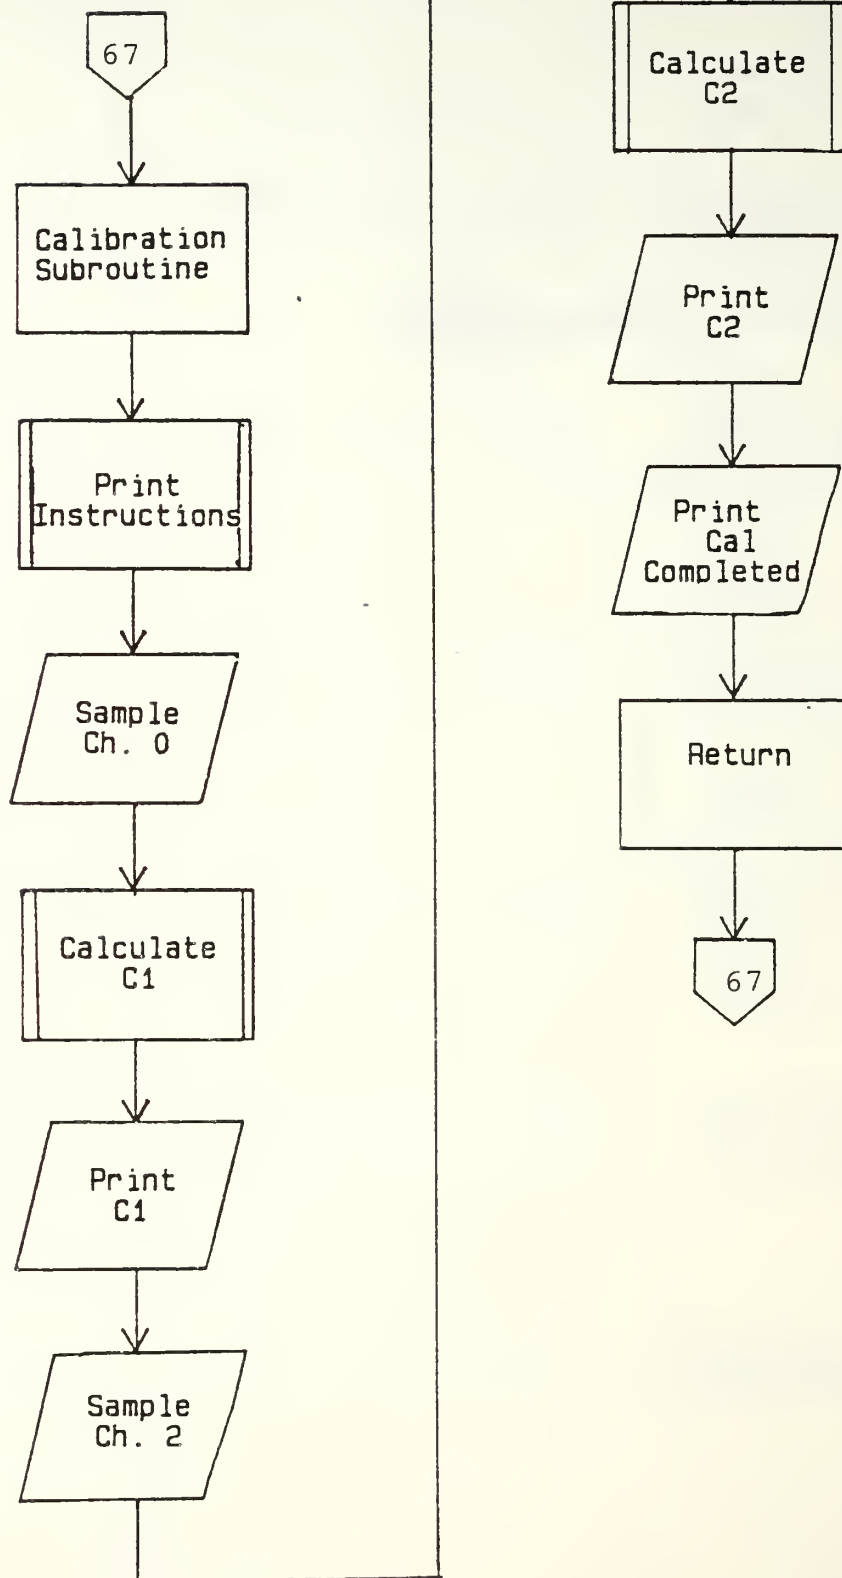 67
Calibration
Subroutine
Print
Instructions
Sample
Ch. 0
Calculate
C1
Print
C1
Sample
Ch. 2
Calculate
C2
Print
C2
Print
Cal
Completed
Return
67